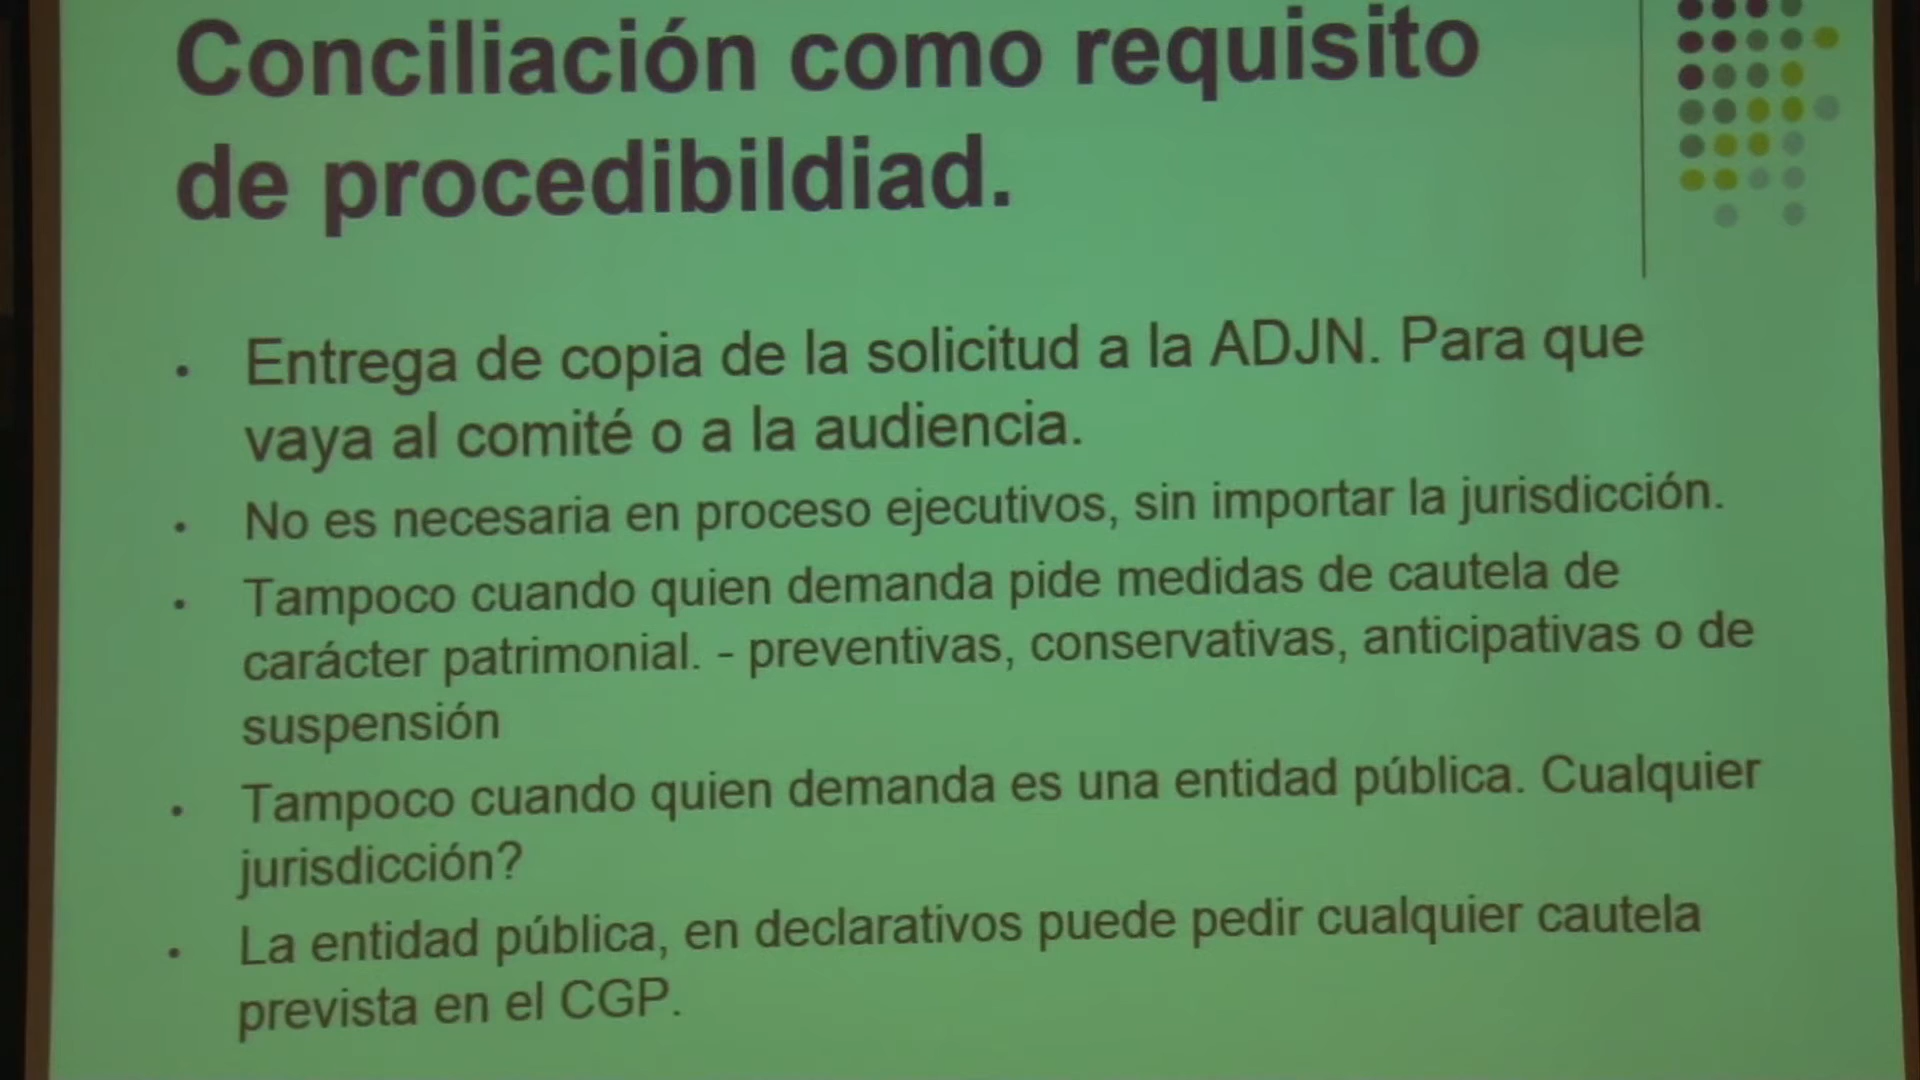 Conciliación como requisito
de procedibildiad.
• Entrega de copia de la solicitud a la ADJN. Para que
vaya al comité o a la audiencia.
• No es necesaria en proceso ejecutivos, sin importar la jurisdicción.
• Tampoco cuando quien demanda pide medidas de cautela de
carácter patrimonial. - preventivas, conservativas, anticipativas o de
suspensión
• Tampoco cuando quien demanda es una entidad pública. Cualquier
jurisdicción?
• La entidad pública, en declarativos puede pedir cualquier cautela
prevista en el CGP.